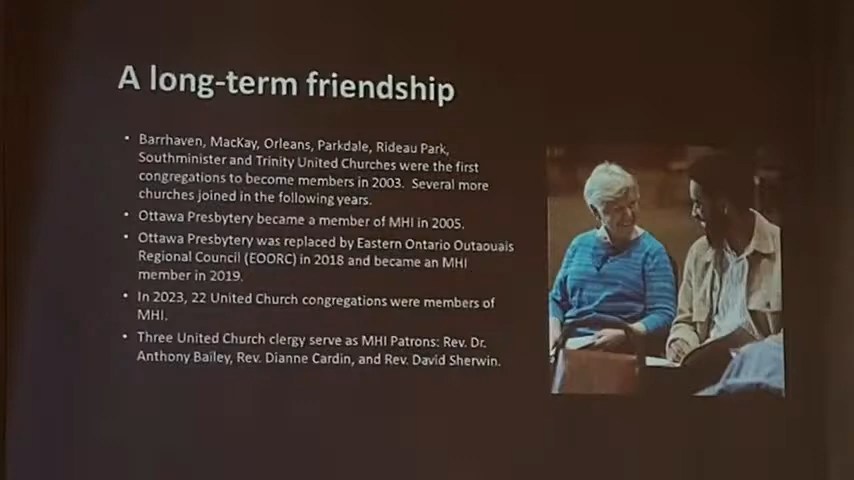 A long-term friendship
• Barrhaven, MacKay, Orleans, Parkdale, Rideau Park,
Southminister and Trinity United Churches were the first
congregations to become members in 2003. Several more
churches joined in the following years.
• Ottawa Presbytery became a member of MHI in 2005.
• Ottawa Presbytery was replaced by Eastern Ontario Outaouais
Regional Council (EOORC) in 2018 and became an MHI
member in 2019.
• In 2023, 22 United Church congregations were members of
MHI.
• Three United Church clergy serve as MHI Patrons: Rev. Dr.
Anthony Bailey, Rev. Dianne Cardin, and Rev. David Sherwin.